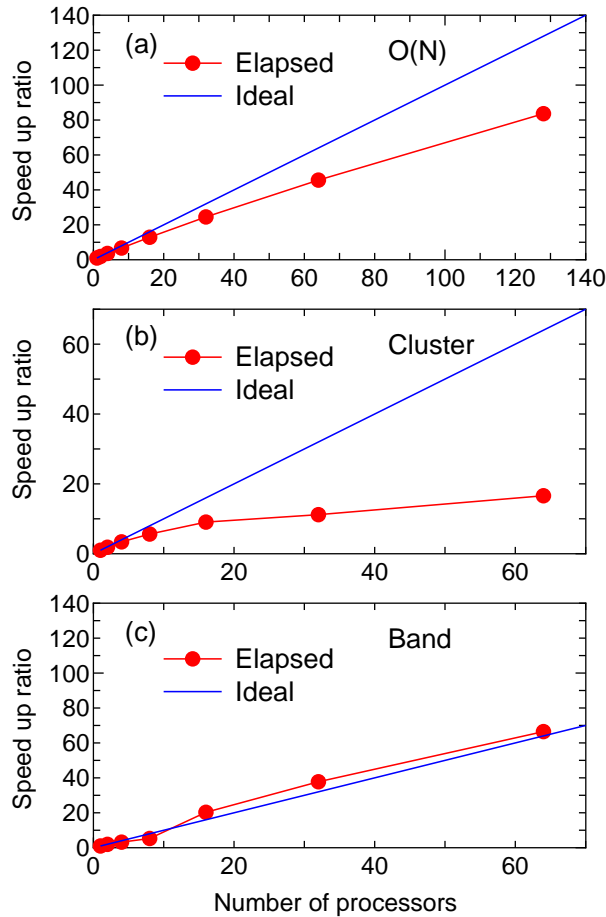 140
120
100
80
60
40
20
0
Speed up ratio
(a)
O(N)
Elapsed
Ideal
0 20 40 60 80 100 120 140
60
40
20
0
Speed up ratio
(b)
Elapsed
Cluster
Ideal
0 20 40 60
140
120
100
80
60
40
20
0
Speed up ratio
(c)
Band
Elapsed
Ideal
0 20 40 60
Number of processors